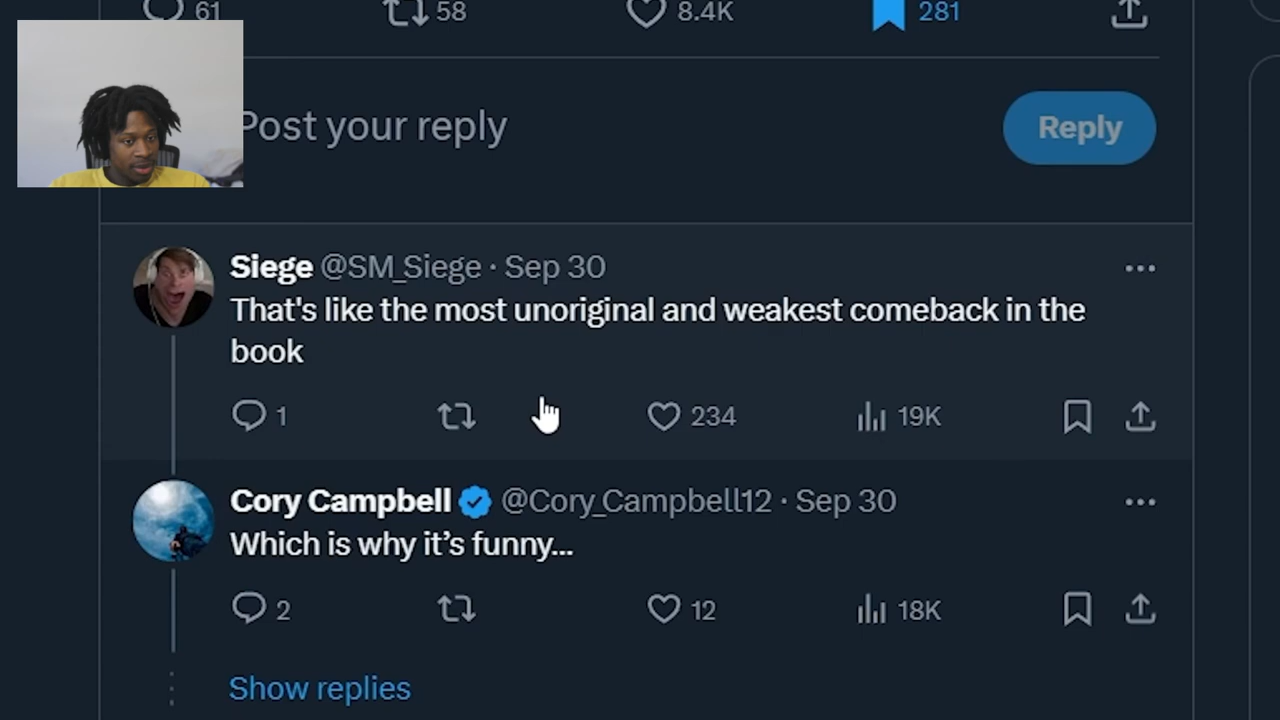 61 58 8.4K 281
Post your reply
Reply
Siege @SM_Siege · Sep 30
That's like the most unoriginal and weakest comeback in the
book
1 234 19K
Cory Campbell @Cory_Campbell12 · Sep 30
Which is why it’s funny...
2 12 18K
Show replies